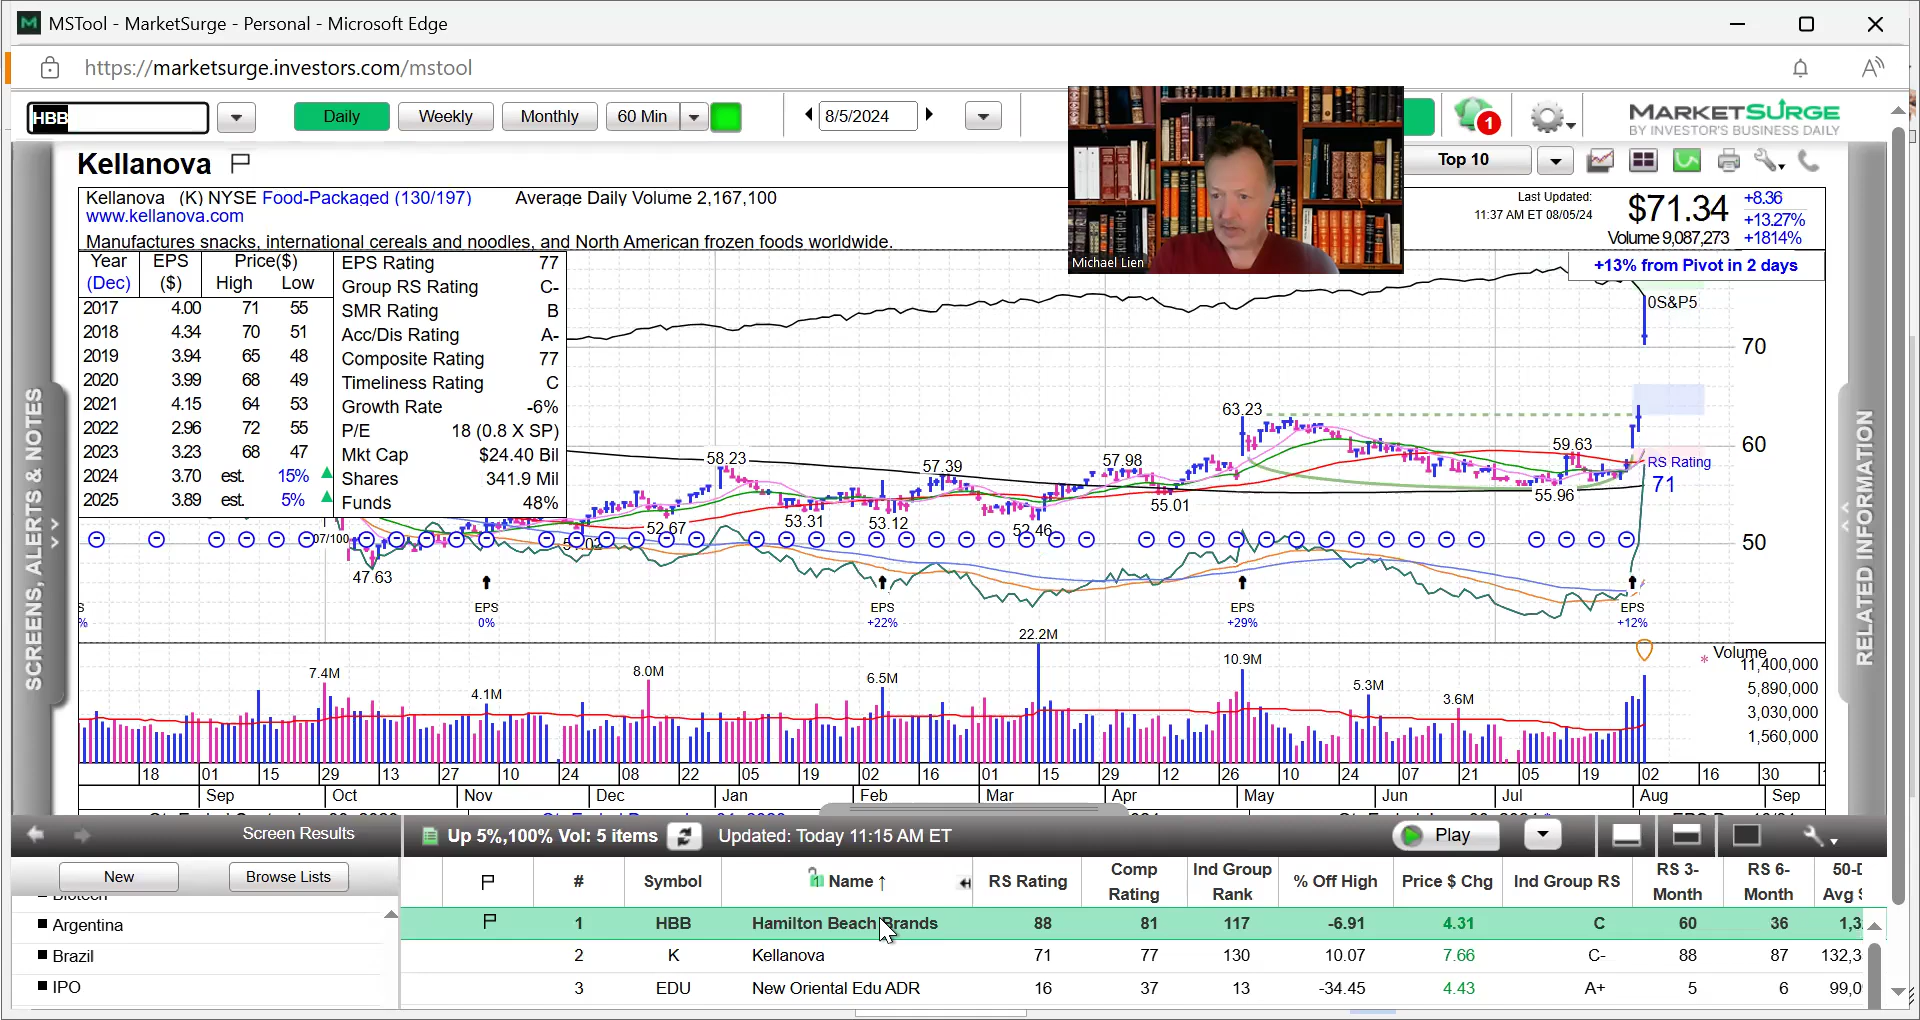 MSTool - MarketSurge - Personal - Microsoft Edge
https://marketsurge.investors.com/mstool
HBB
Daily
Weekly
Monthly
60 Min
8/5/2024
1
MARKETSURGE
BY INVESTOR'S BUSINESS DAILY
Kellanova
Top 10
Kellanova (K) NYSE Food-Packaged (130/197) Average Daily Volume 2,167,100
www.kellanova.com
Manufactures snacks, international cereals and noodles, and North American frozen foods worldwide.
Michael Lien
Last Updated:
11:37 AM ET 08/05/24
$71.34
+8.36
+13.27%
Volume 9,087,273 +1814%
+13% from Pivot in 2 days
Year EPS Price($)
(Dec) ($) High Low
2017 4.00 71 55
2018 4.34 70 51
2019 3.94 65 48
2020 3.99 68 49
2021 4.15 64 53
2022 2.96 72 55
2023 3.23 68 47
2024 3.70 est. 15%
2025 3.89 est. 5%
EPS Rating 77
Group RS Rating C-
SMR Rating B
Acc/Dis Rating A-
Composite Rating 77
Timeliness Rating C
Growth Rate -6%
P/E 18 (0.8 X SP)
Mkt Cap $24.40 Bil
Shares 341.9 Mil
Funds 48%
0S&P5
70
60
50
RS Rating
71
63.23
59.63
58.23
57.39
57.98
55.96
55.01
53.31
53.12
52.67
47.63
EPS
0%
EPS
+22%
EPS
+29%
EPS
+12%
22.2M
10.9M
8.0M
7.4M
6.5M
5.3M
4.1M
3.6M
Volume
11,400,000
5,890,000
3,030,000
1,560,000
18 01 15 29 13 27 10 24 08 22 05 19 02 16 01 15 29 12 26 10 24 07 21 05 19 02 16 30
Sep Oct Nov Dec Jan Feb Mar Apr May Jun Jul Aug Sep
SCREENS, ALERTS & NOTES
RELATED INFORMATION
Screen Results
Up 5%,100% Vol: 5 items
Updated: Today 11:15 AM ET
Play
New
Browse Lists
Argentina
Brazil
IPO
# Symbol Name ↑ RS Rating Comp Rating Ind Group Rank % Off High Price $ Chg Ind Group RS RS 3-Month RS 6-Month
1 HBB Hamilton Beach Brands 88 81 117 -6.91 4.31 C 60 36
2 K Kellanova 71 77 130 10.07 7.66 C- 88 87
3 EDU New Oriental Edu ADR 16 37 13 -34.45 4.43 A+ 5 6